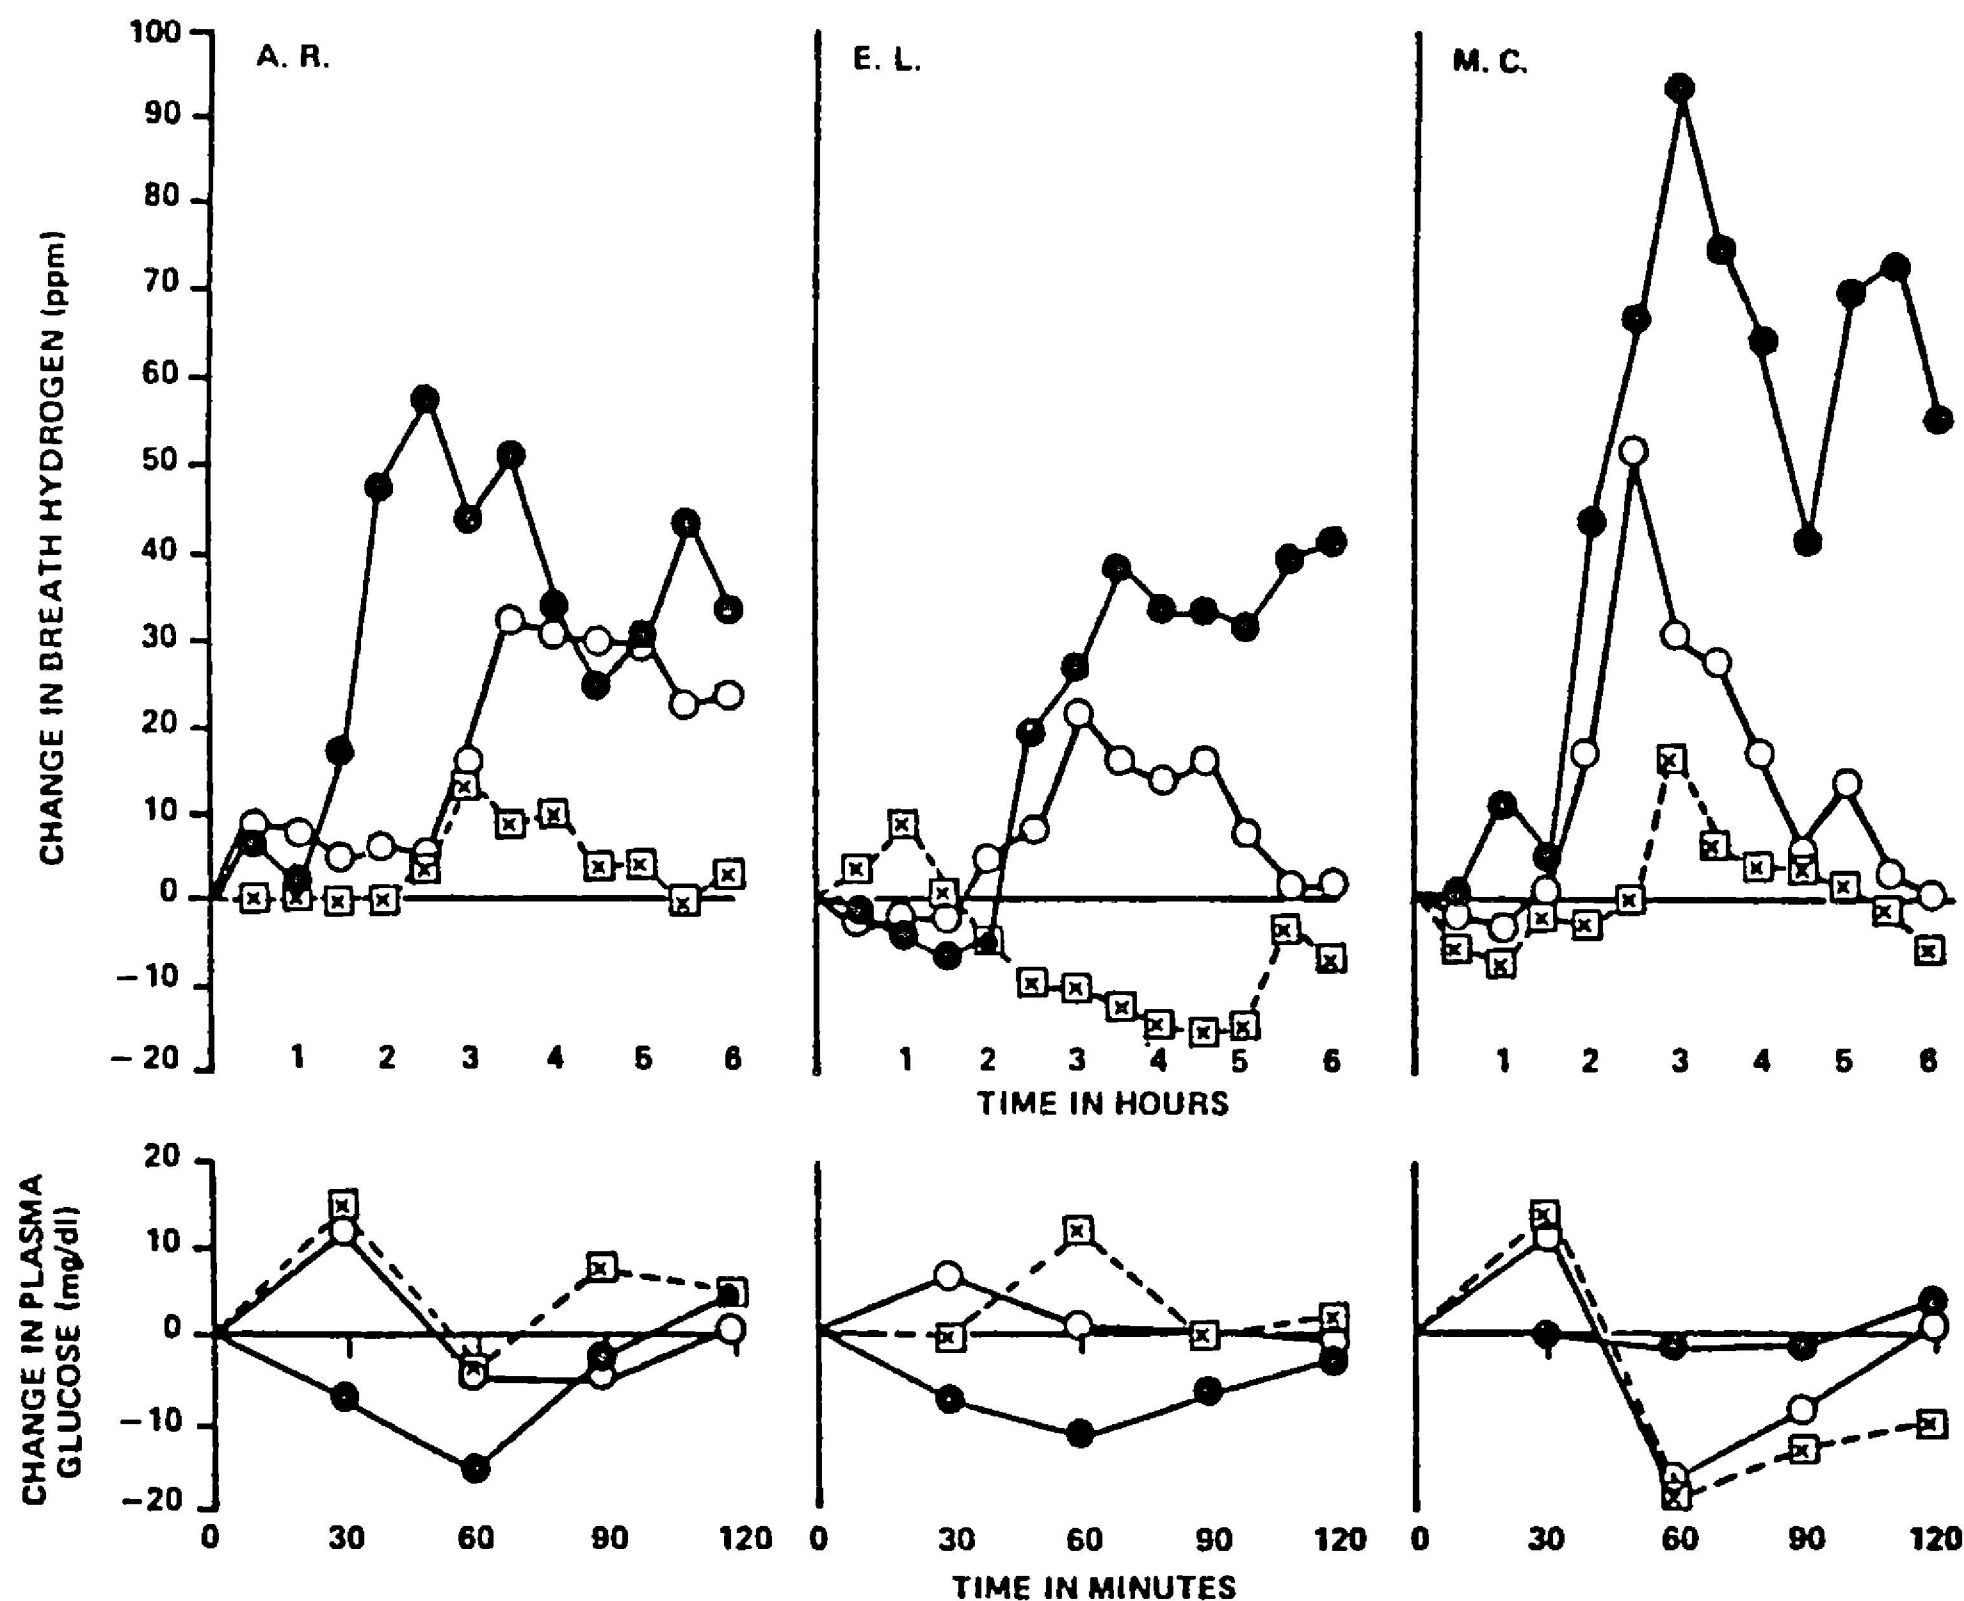 A. R.
E. L.
M. C.
CHANGE IN BREATH HYDROGEN (ppm)
100
90
80
70
60
50
40
30
20
10
0
– 10
– 20
1 2 3 4 5 6
1 2 3 4 5 6
1 2 3 4 5 6
TIME IN HOURS
CHANGE IN PLASMA
GLUCOSE (mg/dl)
20
10
0
– 10
– 20
0 30 60 90 120
0 30 60 90 120
0 30 60 90 120
TIME IN MINUTES